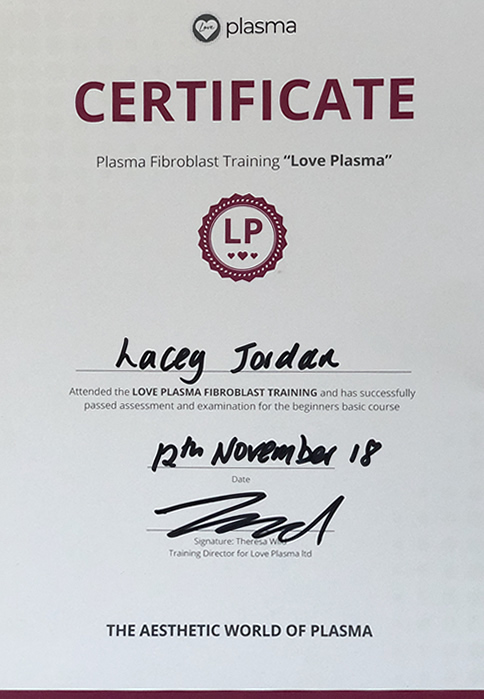 Love plasma
CERTIFICATE
Plasma Fibroblast Training “Love Plasma”
LP
Lacey Jordan
Attended the LOVE PLASMA FIBROBLAST TRAINING and has successfully
passed assessment and examination for the beginners basic course
12th November 18
Date
Signature: Theresa
Training Director for Love Plasma ltd
THE AESTHETIC WORLD OF PLASMA